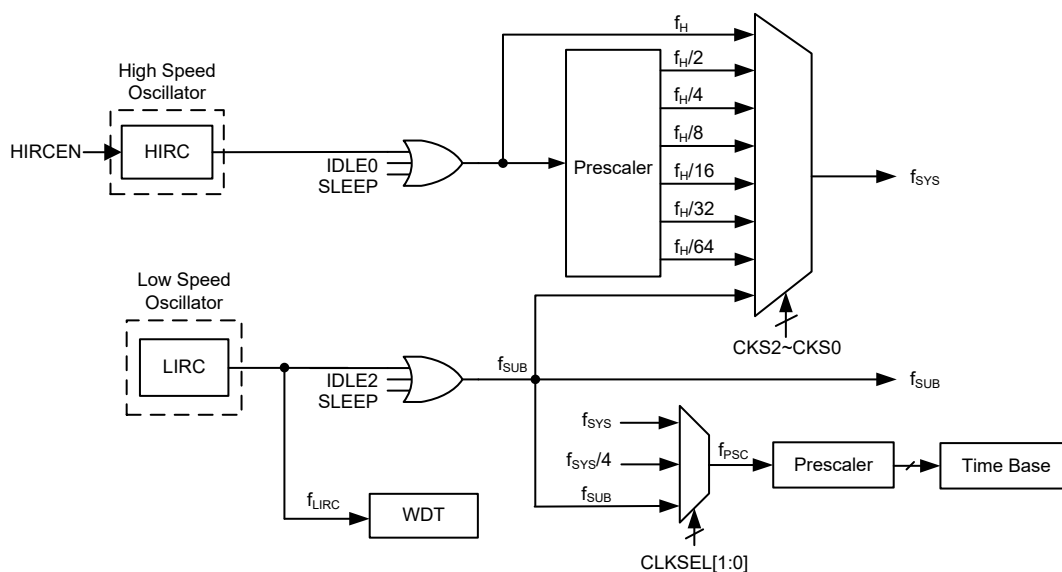 High Speed
Oscillator
HIRCEN
HIRC
IDLE0
SLEEP
Prescaler
fH
fH/2
fH/4
fH/8
fH/16
fH/32
fH/64
fSYS
CKS2~CKS0
Low Speed
Oscillator
LIRC
IDLE2
SLEEP
fSUB
fSUB
fSYS
fSYS/4
fSUB
fPSC
Prescaler
Time Base
fLIRC
WDT
CLKSEL[1:0]